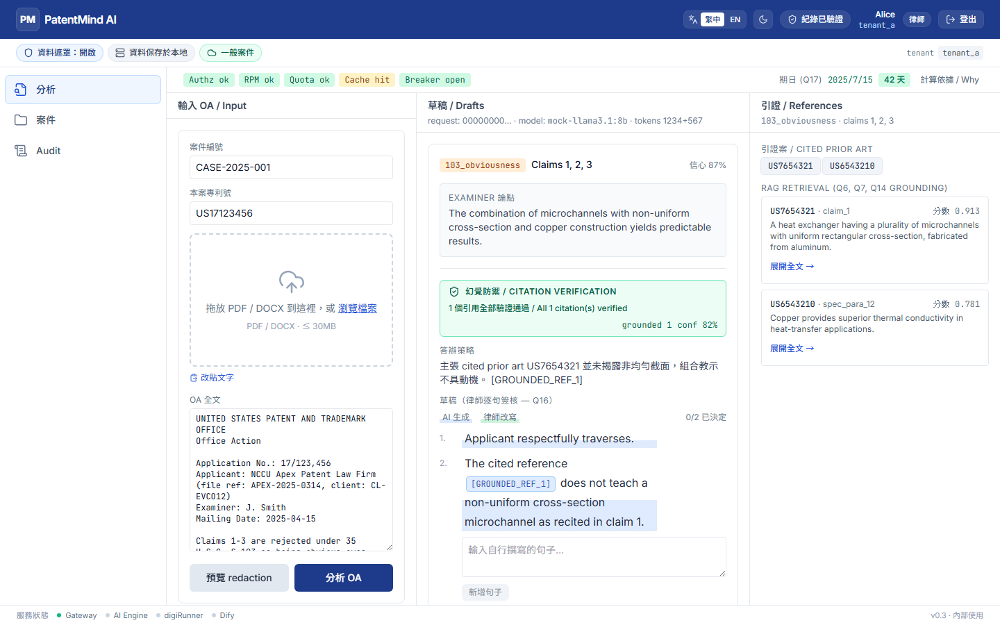 PM PatentMind AI
繁中 EN
紀錄已驗證
Alice
tenant_a
律師
登出
資料遮罩：開啟
資料保存於本地
一般案件
tenant tenant_a
分析
案件
Audit
Authz ok
RPM ok
Quota ok
Cache hit
Breaker open
期日 (Q17) 2025/7/15 42 天 計算依據 / Why
輸入 OA / Input
案件編號
CASE-2025-001
本案專利號
US17123456
拖放 PDF / DOCX 到這裡，或 瀏覽檔案
PDF / DOCX · ≤ 30MB
改貼文字
OA 全文
UNITED STATES PATENT AND TRADEMARK
OFFICE
Office Action
Application No.: 17/123,456
Applicant: NCCU Apex Patent Law Firm
(file ref: APEX-2025-0314, client: CL-
EVCO12)
Examiner: J. Smith
Mailing Date: 2025-04-15
Claims 1-3 are rejected under 35
預覽 redaction
分析 OA
草稿 / Drafts
request: 00000000... · model: mock-llama3.1:8b · tokens 1234+567
103_obviousness Claims 1, 2, 3 信心 87%
EXAMINER 論點
The combination of microchannels with non-uniform
cross-section and copper construction yields predictable
results.
幻覺防禦 / CITATION VERIFICATION
1 個引用全部驗證通過 / All 1 citation(s) verified
grounded 1 conf 82%
答辯策略
主張 cited prior art US7654321 並未揭露非均勻截面，組合教示
不具動機。 [GROUNDED_REF_1]
草稿（律師逐句簽核 — Q16）
AI 生成 律師改寫 0/2 已決定
1. Applicant respectfully traverses.
2. The cited reference
[GROUNDED_REF_1] does not teach a
non-uniform cross-section
microchannel as recited in claim 1.
輸入自行撰寫的句子...
新增句子
引證 / References
103_obviousness · claims 1, 2, 3
引證案 / CITED PRIOR ART
US7654321 US6543210
RAG RETRIEVAL (Q6, Q7, Q14 GROUNDING)
US7654321 · claim_1 分數 0.913
A heat exchanger having a plurality of microchannels
with uniform rectangular cross-section, fabricated
from aluminum.
展開全文 →
US6543210 · spec_para_12 分數 0.781
Copper provides superior thermal conductivity in
heat-transfer applications.
展開全文 →
服務狀態 Gateway AI Engine digiRunner Dify
v0.3 · 內部使用